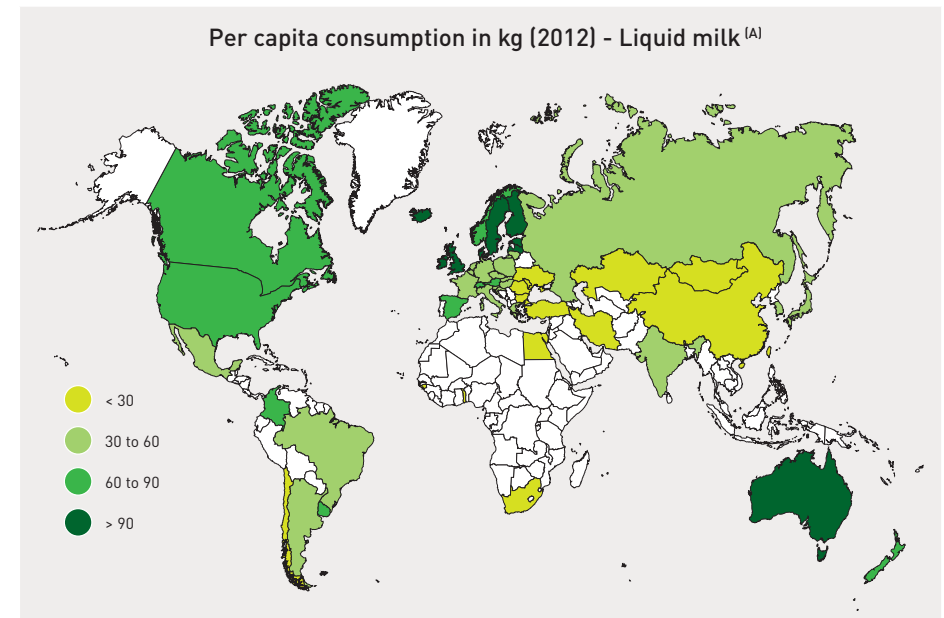 Per capita consumption in kg (2012) - Liquid milk (A)
< 30
30 to 60
60 to 90
> 90